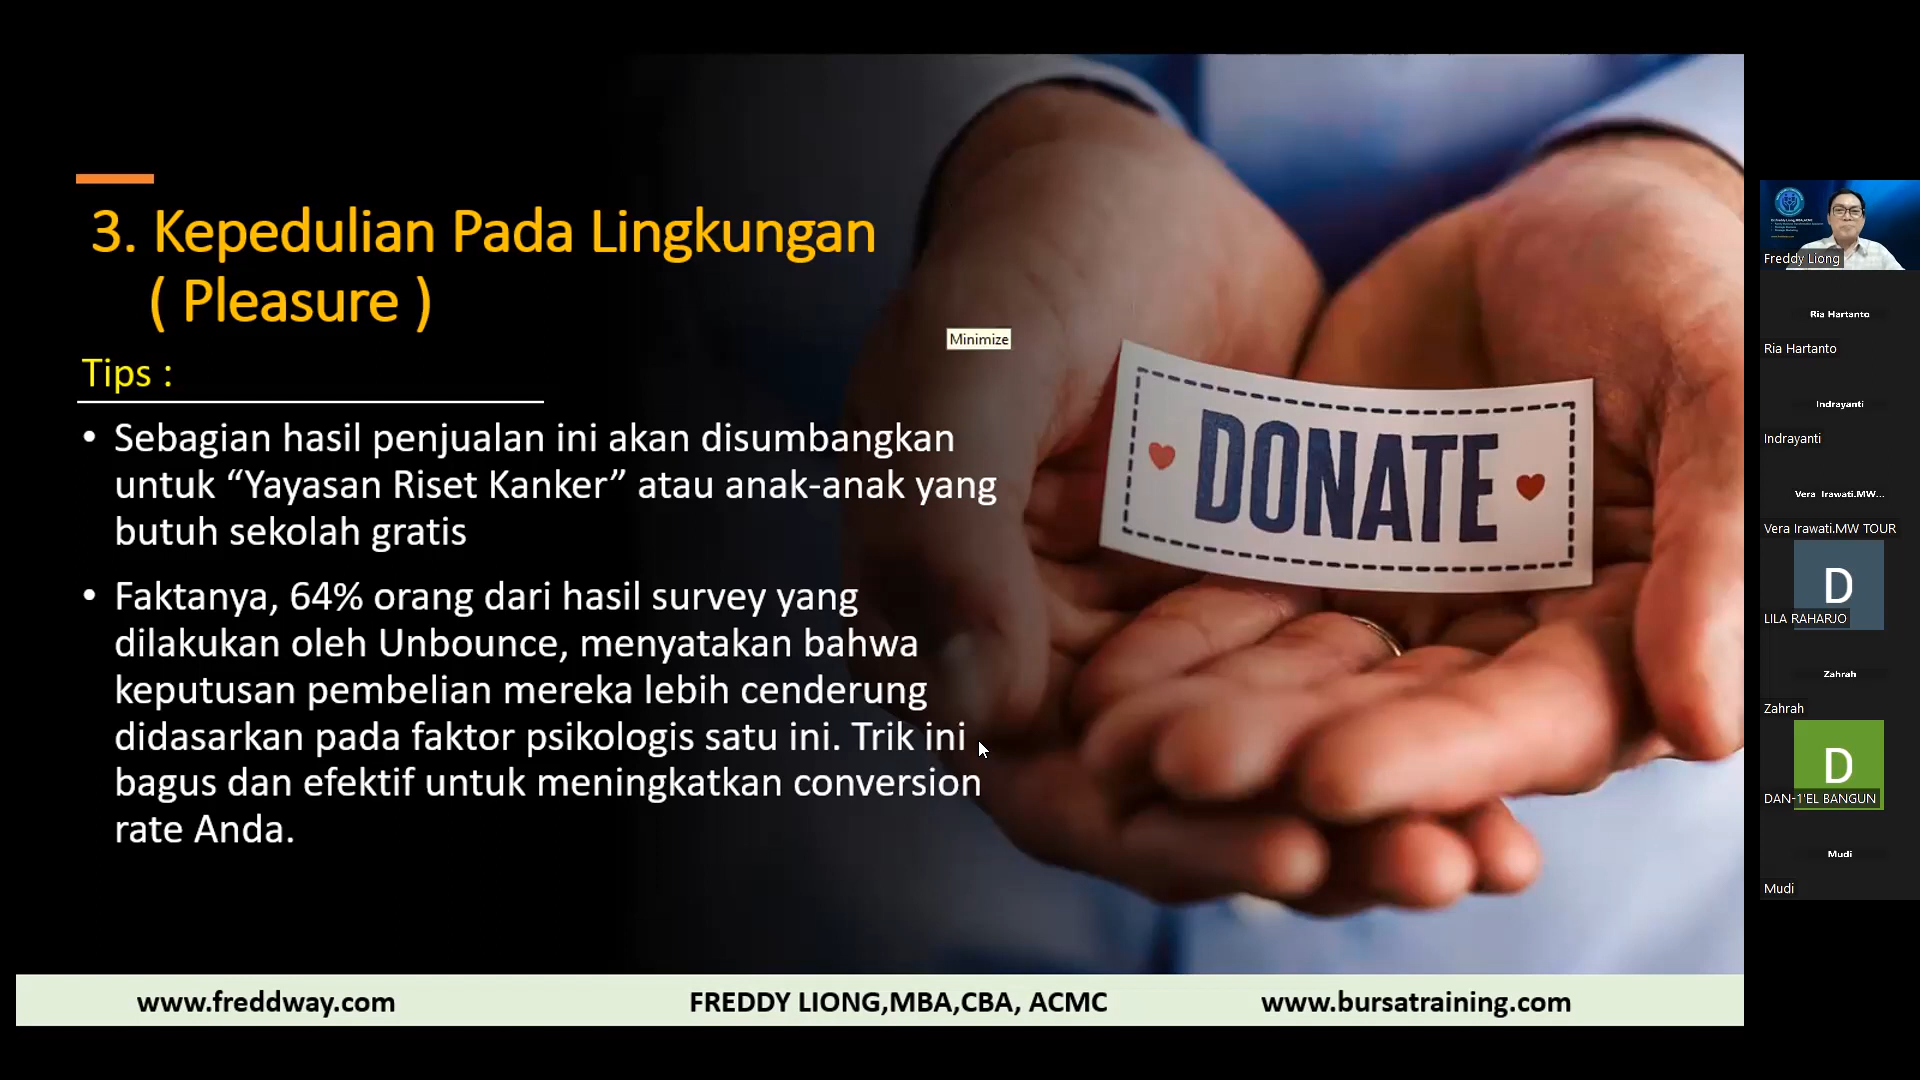 3. Kepedulian Pada Lingkungan
( Pleasure )
Minimize
Tips :
• Sebagian hasil penjualan ini akan disumbangkan
untuk “Yayasan Riset Kanker” atau anak-anak yang
butuh sekolah gratis
• Faktanya, 64% orang dari hasil survey yang
dilakukan oleh Unbounce, menyatakan bahwa
keputusan pembelian mereka lebih cenderung
didasarkan pada faktor psikologis satu ini. Trik ini
bagus dan efektif untuk meningkatkan conversion
rate Anda.
DONATE
www.freddway.com
FREDDY LIONG,MBA,CBA, ACMC
www.bursatraining.com
Freddy Liong
Ria Hartanto
Ria Hartanto
Indrayanti
Indrayanti
Vera Irawati.MW...
Vera Irawati.MW TOUR
D
LILA RAHARJO
Zahrah
Zahrah
D
DAN-1'EL BANGUN
Mudi
Mudi